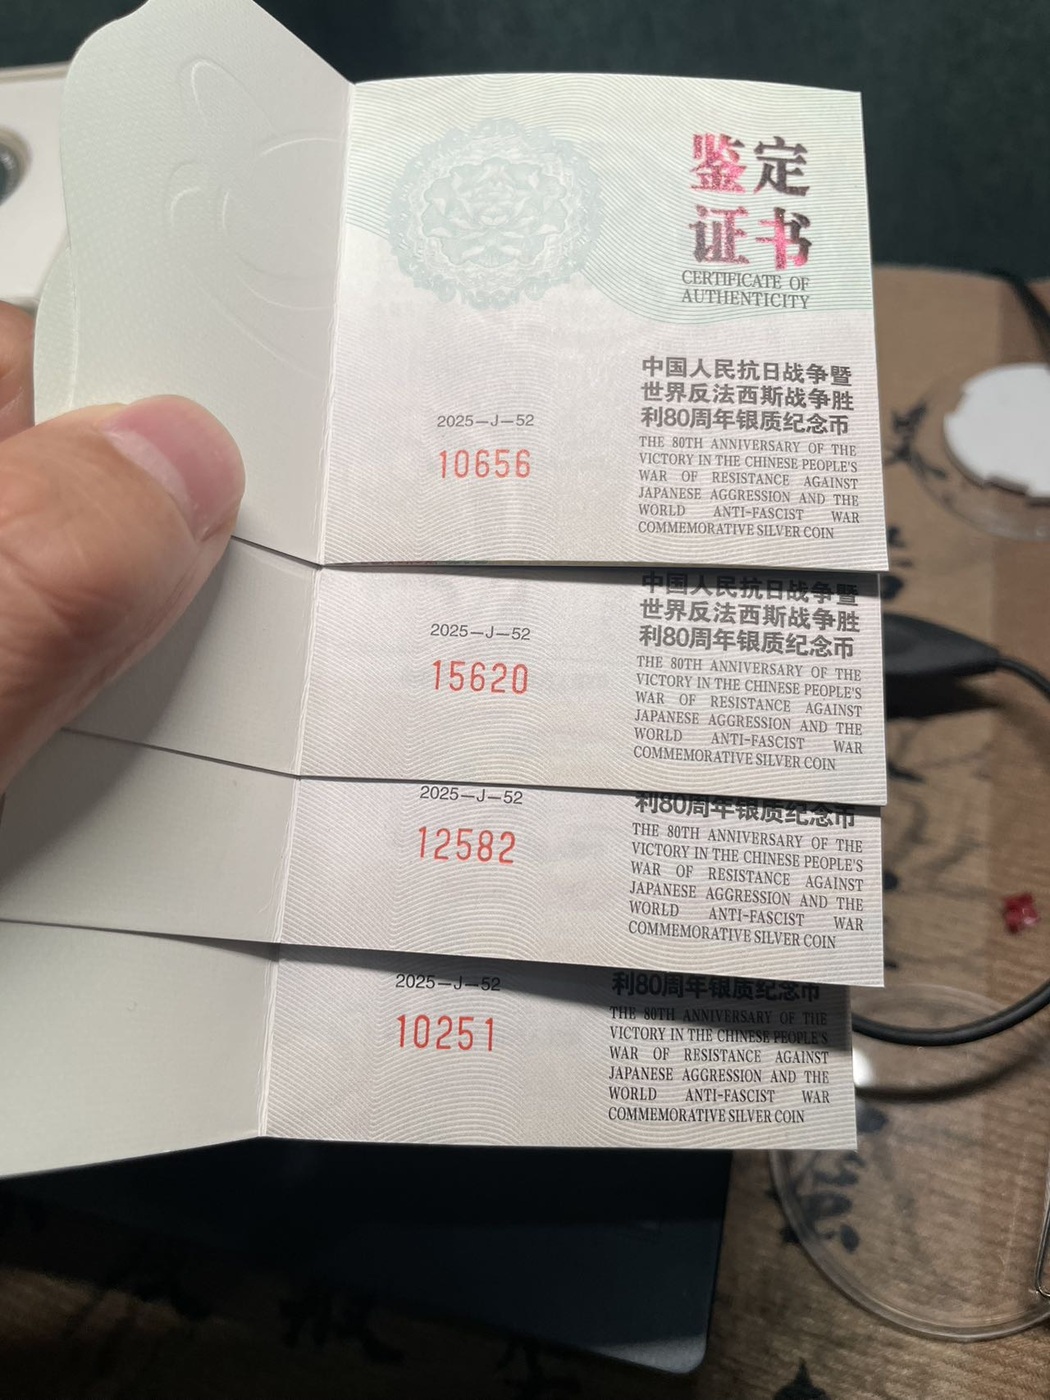 鉴定
证书
CERTIFICATE OF
AUTHENTICITY
中国人民抗日战争暨
世界反法西斯战争胜
利80周年银质纪念币
THE 80TH ANNIVERSARY OF THE
VICTORY IN THE CHINESE PEOPLE'S
WAR OF RESISTANCE AGAINST
JAPANESE AGGRESSION AND THE
WORLD ANTI-FASCIST WAR
COMMEMORATIVE SILVER COIN
2025—J—52
10656
中国人民抗日战争暨
世界反法西斯战争胜
利80周年银质纪念币
THE 80TH ANNIVERSARY OF THE
VICTORY IN THE CHINESE PEOPLE'S
WAR OF RESISTANCE AGAINST
JAPANESE AGGRESSION AND THE
WORLD ANTI-FASCIST WAR
COMMEMORATIVE SILVER COIN
2025—J—52
15620
利80周年银质纪念币
THE 80TH ANNIVERSARY OF THE
VICTORY IN THE CHINESE PEOPLE'S
WAR OF RESISTANCE AGAINST
JAPANESE AGGRESSION AND THE
WORLD ANTI-FASCIST WAR
COMMEMORATIVE SILVER COIN
2025—J—52
12582
利80周年银质纪念币
THE 80TH ANNIVERSARY OF THE
VICTORY IN THE CHINESE PEOPLE'S
WAR OF RESISTANCE AGAINST
JAPANESE AGGRESSION AND THE
WORLD ANTI-FASCIST WAR
COMMEMORATIVE SILVER COIN
2025—J—52
10251